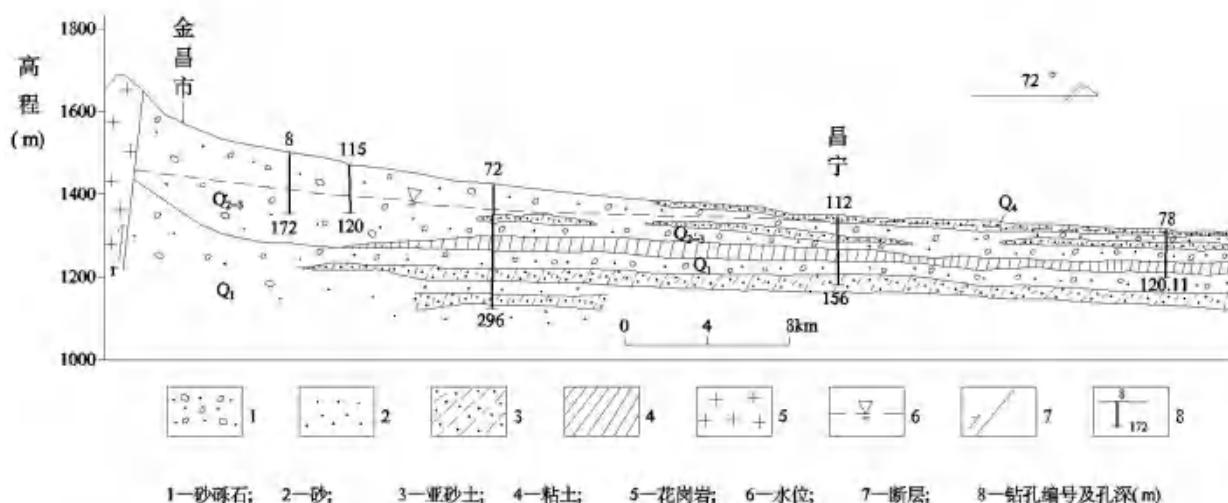 1800
金昌市
高程
(m)
1600
72°
8
115
昌宁
1400
72
112
Q4
78
Q2-3
172
120
Q2-3
Q1
1200
r
Q1
156
120.11
296
0 4 8km
1000
1 2 3 4 5 6 7 8
172
8
1—砂砾石; 2—砂; 3—亚砂土; 4—粘土; 5—花岗岩; 6—水位; 7—断层; 8—钻孔编号及孔深(m)